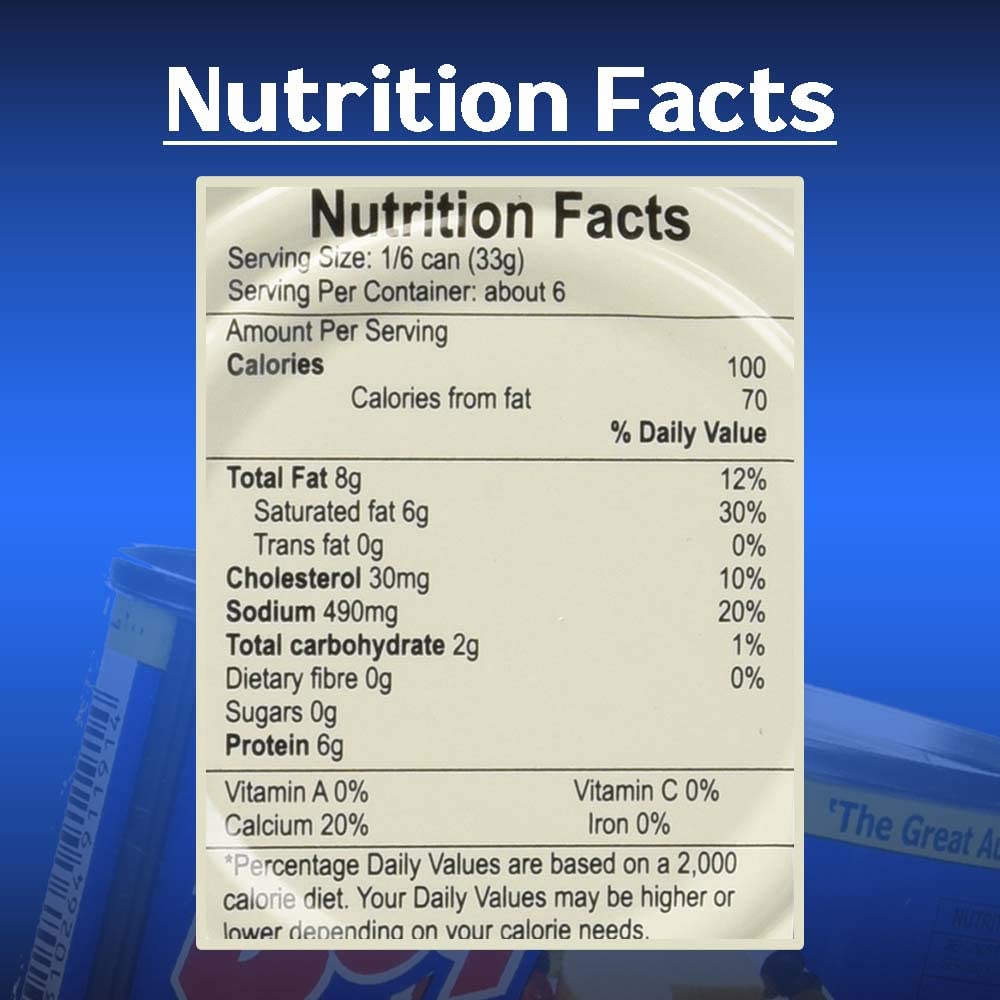 Nutrition Facts
Nutrition Facts
Serving Size: 1/6 can (33g)
Serving Per Container: about 6
Amount Per Serving
Calories 100
Calories from fat 70
% Daily Value
Total Fat 8g 12%
Saturated fat 6g 30%
Trans fat 0g 0%
Cholesterol 30mg 10%
Sodium 490mg 20%
Total carbohydrate 2g 1%
Dietary fibre 0g 0%
Sugars 0g
Protein 6g
Vitamin A 0% Vitamin C 0%
Calcium 20% Iron 0%
*Percentage Daily Values are based on a 2,000
calorie diet. Your Daily Values may be higher or
lower depending on your calorie needs.
'The Great